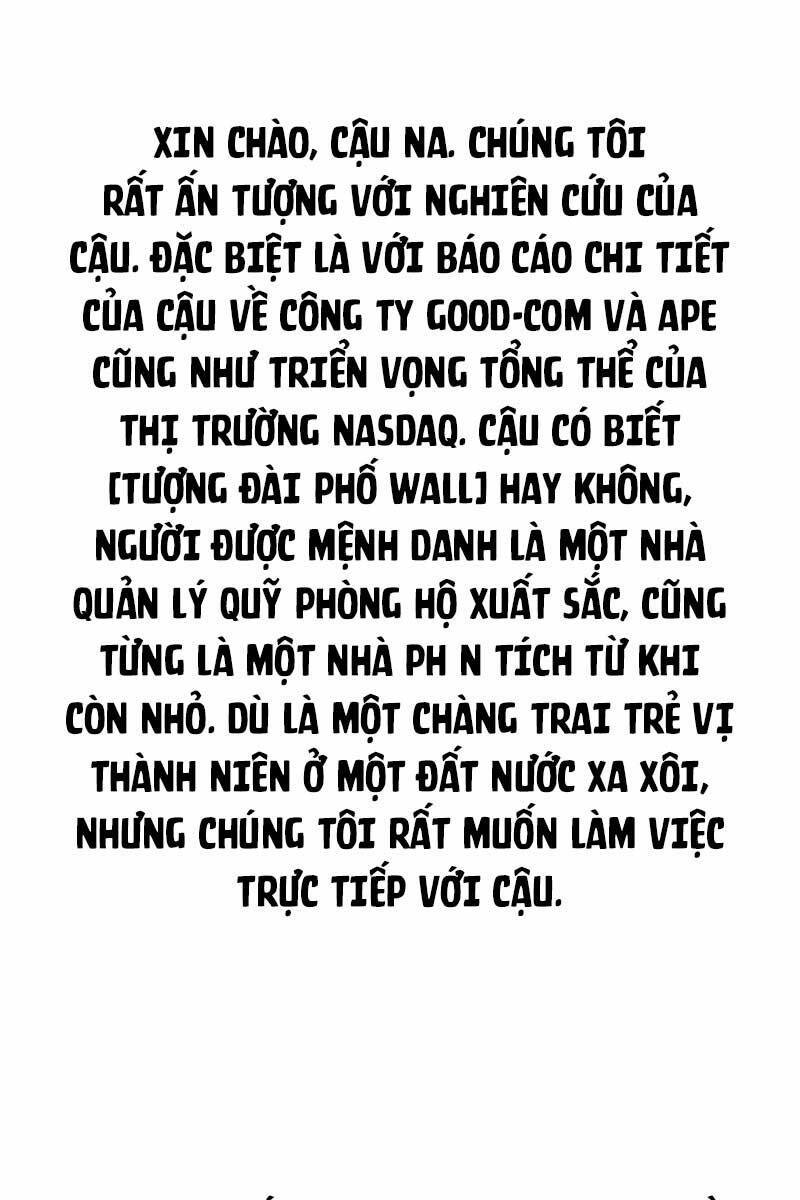 XIN CHÀO, CẬU NA. CHÚNG TÔI
RẤT ẤN TƯỢNG VỚI NGHIÊN CỨU CỦA
CẬU. ĐẶC BIỆT LÀ VỚI BÁO CÁO CHI TIẾT
CỦA CẬU VỀ CÔNG TY GOOD-COM VÀ APE
CŨNG NHƯ TRIỂN VỌNG TỔNG THỂ CỦA
THỊ TRƯỜNG NASDAQ. CẬU CÓ BIẾT
[TƯỢNG ĐÀI PHỐ WALL] HAY KHÔNG,
NGƯỜI ĐƯỢC MỆNH DANH LÀ MỘT NHÀ
QUẢN LÝ QUỸ PHÒNG HỘ XUẤT SẮC, CŨNG
TỪNG LÀ MỘT NHÀ PH N TÍCH TỪ KHI
CÒN NHỎ. DÙ LÀ MỘT CHÀNG TRAI TRẺ VỊ
THÀNH NIÊN Ở MỘT ĐẤT NƯỚC XA XÔI,
NHƯNG CHÚNG TÔI RẤT MUỐN LÀM VIỆC
TRỰC TIẾP VỚI CẬU.